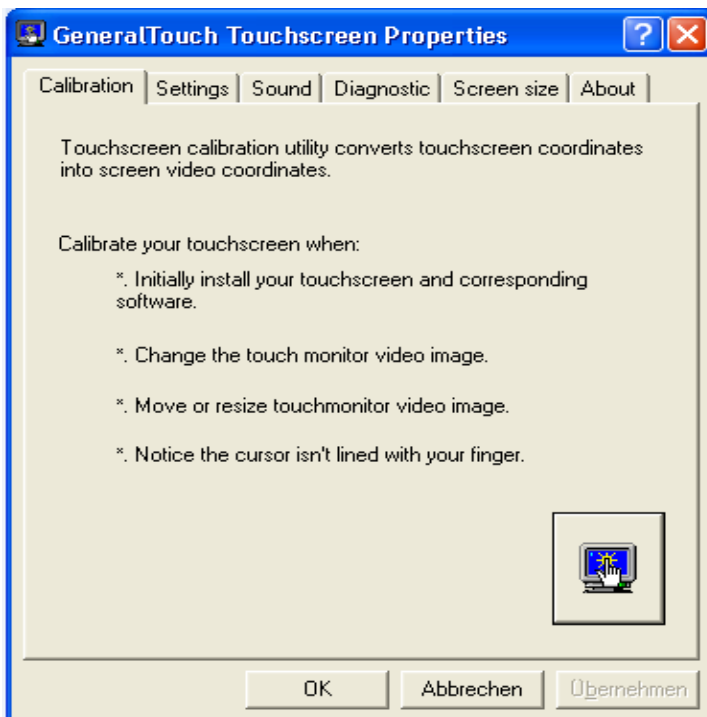 GeneralTouch Touchscreen Properties
Calibration Settings Sound Diagnostic Screen size About
Touchscreen calibration utility converts touchscreen coordinates
into screen video coordinates.
Calibrate your touchscreen when:
*. Initially install your touchscreen and corresponding
software.
*. Change the touch monitor video image.
*. Move or resize touchmonitor video image.
*. Notice the cursor isn't lined with your finger.
OK Abbrechen Übernehmen